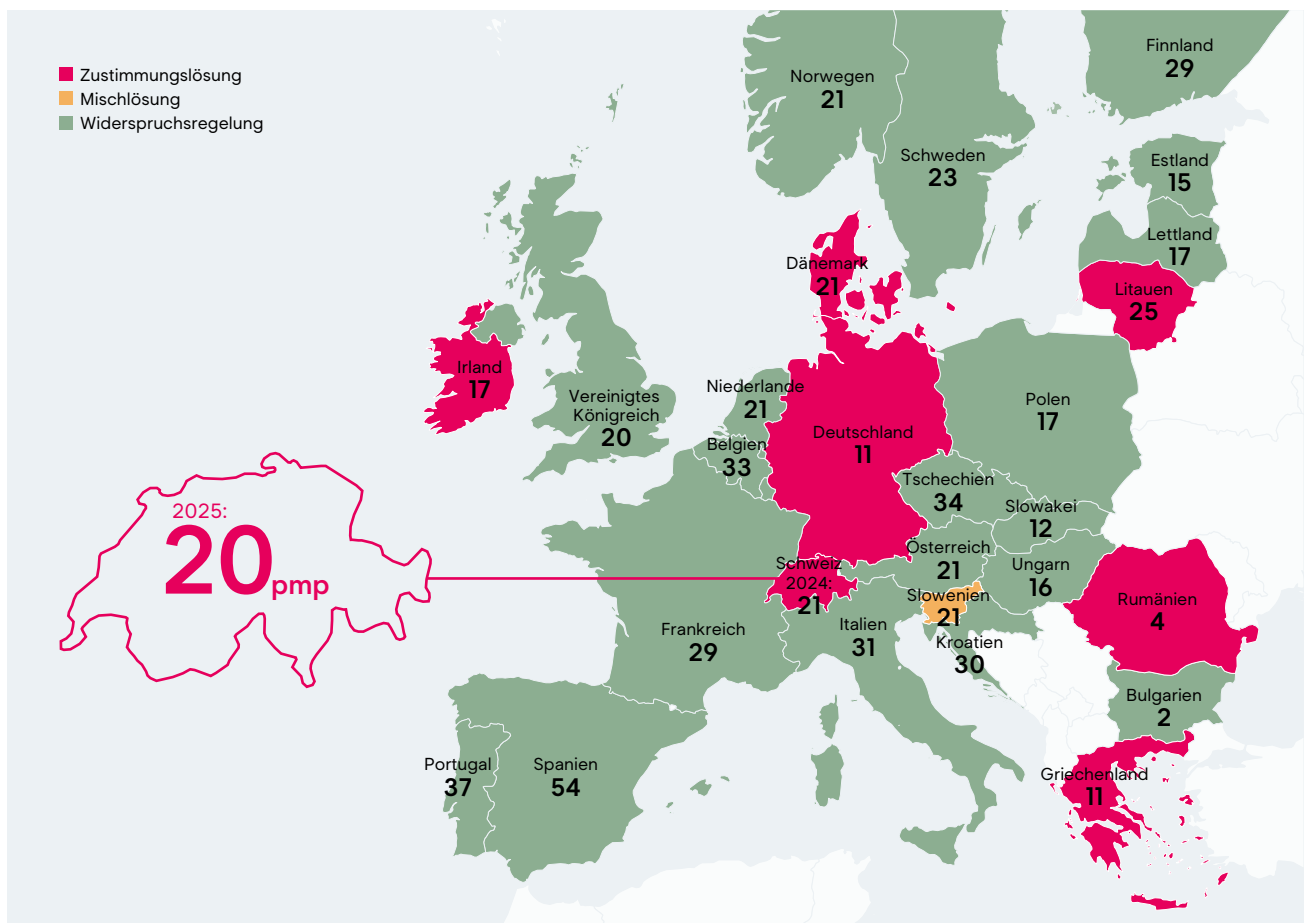 Zustimmungslösung
Mischlösung
Widerspruchsregelung
Finnland
29
Norwegen
21
Schweden
23
Estland
15
Lettland
17
Dänemark
21
Litauen
25
Irland
17
Vereinigtes
Königreich
20
Niederlande
21
Belgien
33
Deutschland
11
Polen
17
Tschechien
34
Slowakei
12
2025:
20pmp
Schweiz
2024:
21
Österreich
21
Ungarn
16
Slowenien
21
Rumänien
4
Frankreich
29
Italien
31
Kroatien
30
Bulgarien
2
Portugal
37
Spanien
54
Griechenland
11